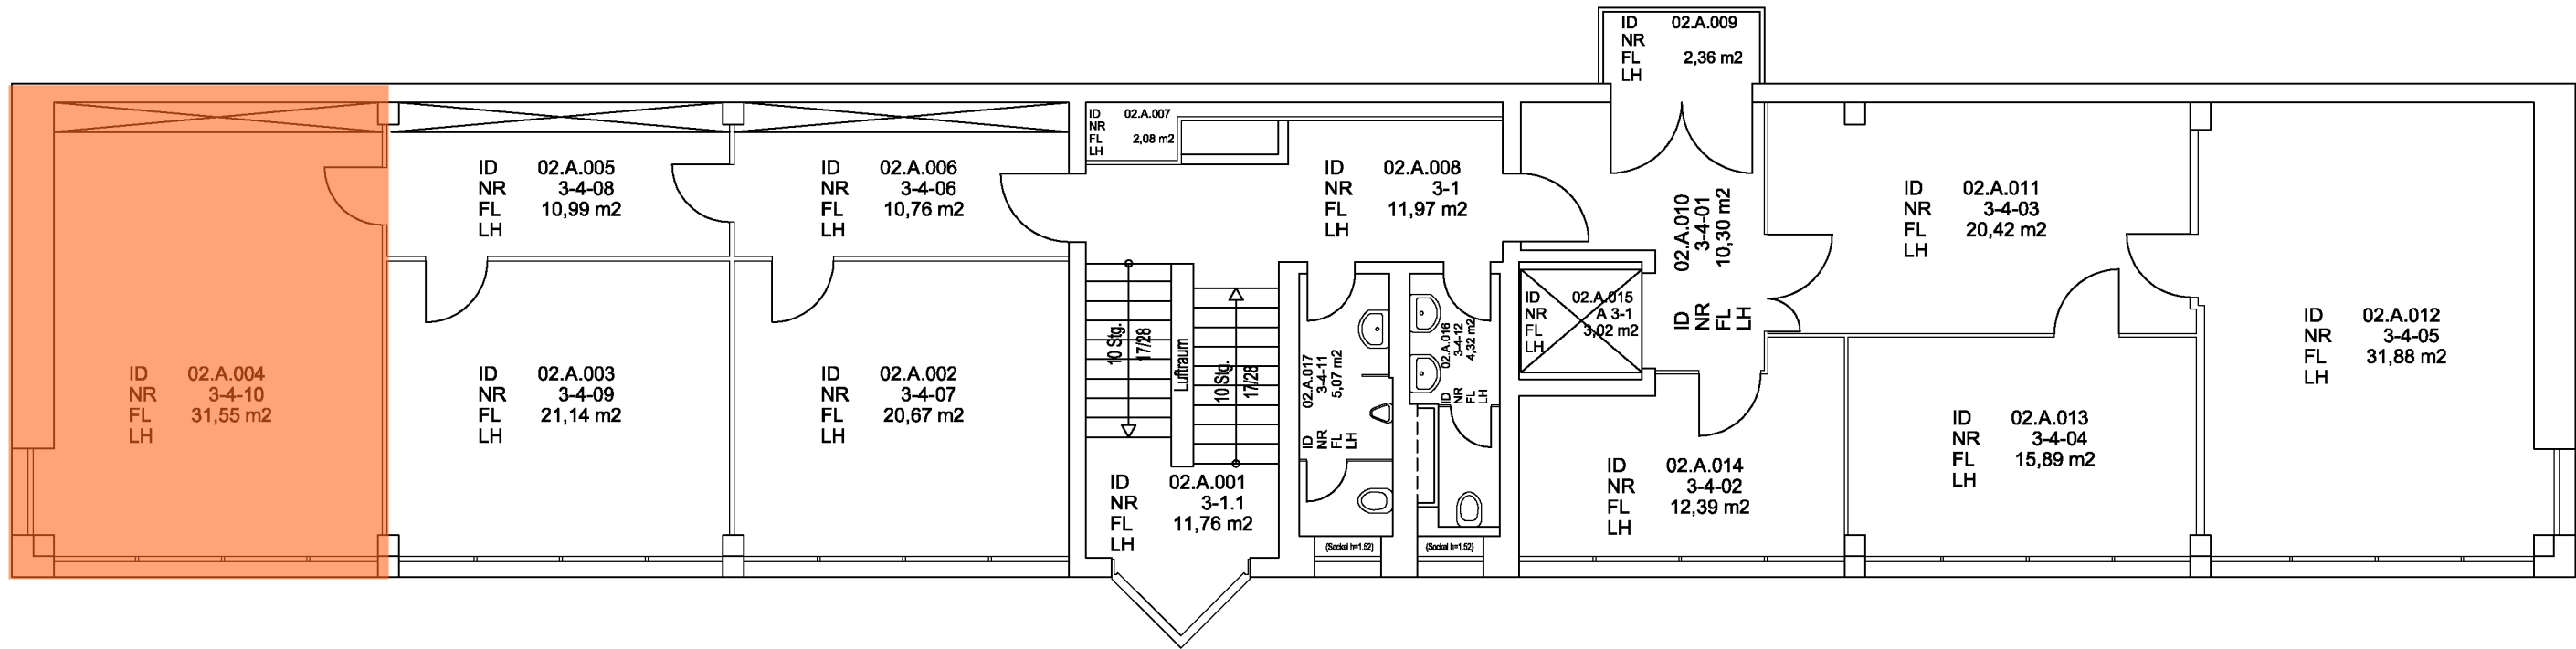 ID 02.A.009
NR
FL 2,36 m2
LH
ID 02.A.007
NR
FL 2,08 m2
LH
ID 02.A.005
NR 3-4-08
FL 10,99 m2
LH
ID 02.A.006
NR 3-4-06
FL 10,76 m2
LH
ID 02.A.008
NR 3-1
FL 11,97 m2
LH
ID 02.A.010
NR 3-4-01
FL 10,30 m2
LH
ID 02.A.011
NR 3-4-03
FL 20,42 m2
LH
ID 02.A.015
NR A 3-1
FL 3,02 m2
LH
ID 02.A.012
NR 3-4-05
FL 31,88 m2
LH
ID 02.A.004
NR 3-4-10
FL 31,55 m2
LH
ID 02.A.003
NR 3-4-09
FL 21,14 m2
LH
ID 02.A.002
NR 3-4-07
FL 20,67 m2
LH
10 Stg.
17/28
Luftraum
10 Stg.
17/28
ID 02.A.017
NR 3-4-11
FL 5,07 m2
LH
ID 02.A.016
NR 3-4-12
FL 4,32 m2
LH
ID 02.A.013
NR 3-4-04
FL 15,89 m2
LH
ID 02.A.014
NR 3-4-02
FL 12,39 m2
LH
ID 02.A.001
NR 3-1.1
FL 11,76 m2
LH
(Sockel h=1.52)
(Sockel h=1.52)